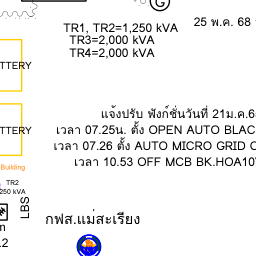 G
25 พ.ค. 68
TR1, TR2=1,250 kVA
TR3=2,000 kVA
TR4=2,000 kVA
TTERY
แจ้งปรับ ฟังก์ชั่นวันที่ 21ม.ค.6
TTERY
เวลา 07.25น. ตั้ง OPEN AUTO BLAC
เวลา 07.26 ตั้ง AUTO MICRO GRID
เวลา 10.53 OFF MCB BK.HOA10
Building
TR2
250 kVA
LBS
กฟส.แม่สะเรียง